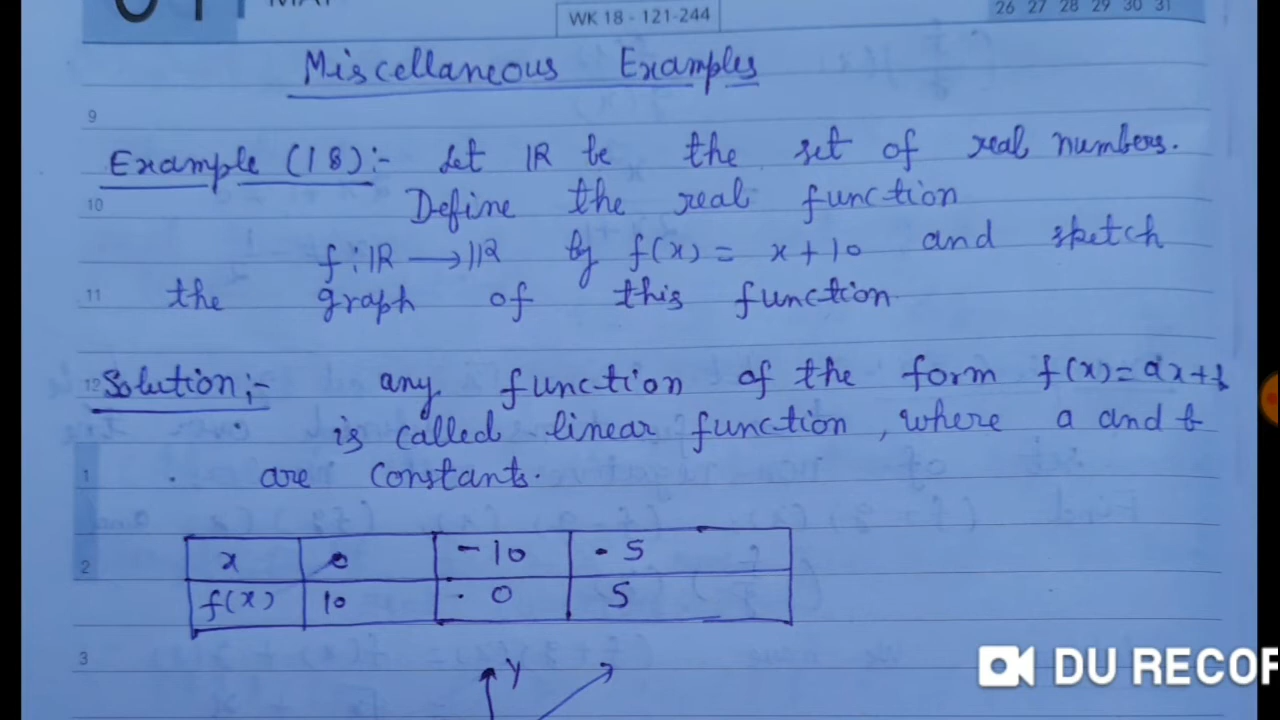 WK 18 - 121-244
26 27 28 29 30 31
Miscellaneous Examples
9
Example (18):- Let IR be the set of real numbers.
10
Define the real function
f : IR ⟶ IR by f(x) = x + 10 and sketch
11
the graph of this function
12
Solution :- any function of the form f(x) = ax + b
is called linear function, where a and b
1
are constants.
2
x 0 -10 - 5
f(x) 10 0 5
3
Y
DU RECOR